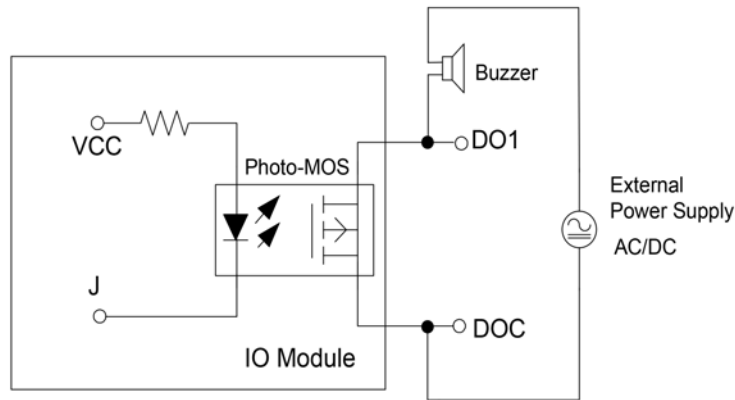 Buzzer
VCC
DO1
Photo-MOS
External
Power Supply
AC/DC
J
DOC
IO Module